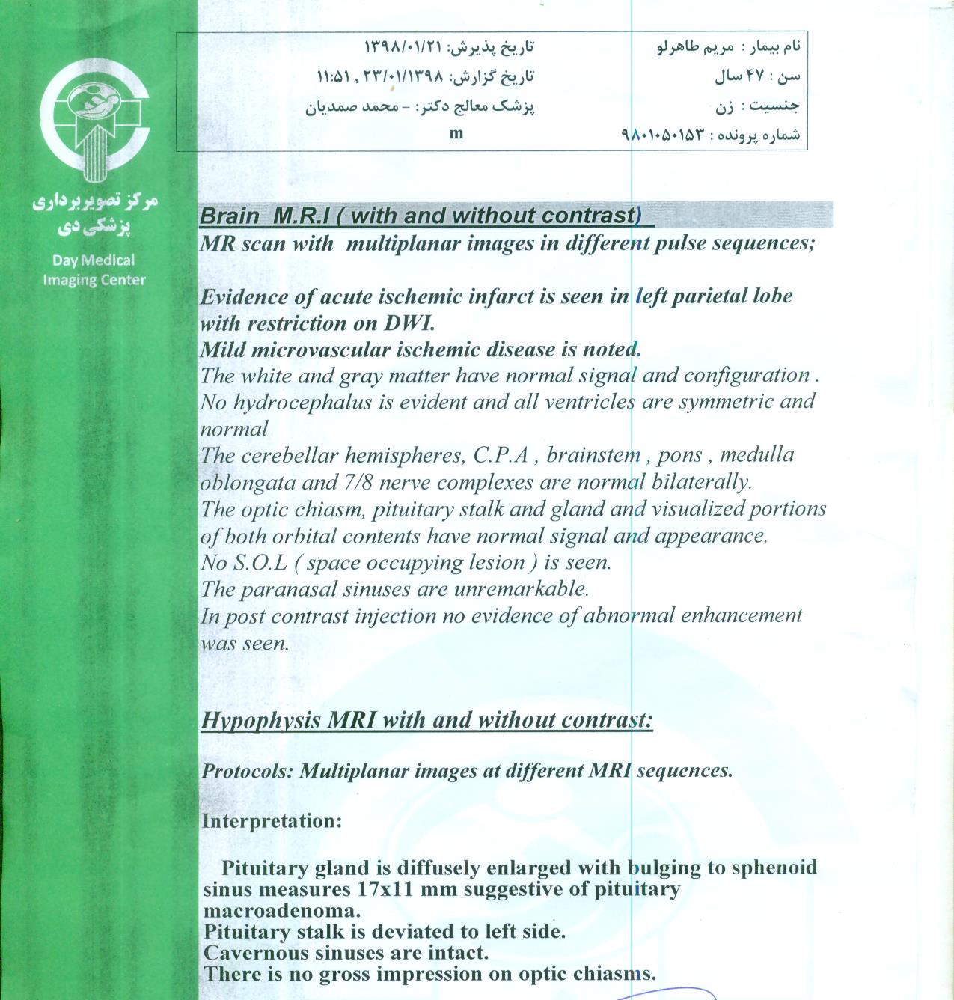 نام بیمار : مریم طاهرلو
سن : ۴۷ سال
جنسیت : زن
شماره پرونده : ۹۸۰۱۰۵۰۱۵۳
تاریخ پذیرش: ۱۳۹۸/۰۱/۲۱
تاریخ گزارش: ۲۳/۰۱/۱۳۹۸ , ۱۱:۵۱
پزشک معالج دکتر: - محمد صمدیان
m
مرکز تصویربرداری
پزشکی دی
Day Medical
Imaging Center
Brain M.R.I ( with and without contrast)
MR scan with multiplanar images in different pulse sequences;
Evidence of acute ischemic infarct is seen in left parietal lobe
with restriction on DWI.
Mild microvascular ischemic disease is noted.
The white and gray matter have normal signal and configuration .
No hydrocephalus is evident and all ventricles are symmetric and
normal
The cerebellar hemispheres, C.P.A , brainstem , pons , medulla
oblongata and 7/8 nerve complexes are normal bilaterally.
The optic chiasm, pituitary stalk and gland and visualized portions
of both orbital contents have normal signal and appearance.
No S.O.L ( space occupying lesion ) is seen.
The paranasal sinuses are unremarkable.
In post contrast injection no evidence of abnormal enhancement
was seen.
Hypophysis MRI with and without contrast:
Protocols: Multiplanar images at different MRI sequences.
Interpretation:
Pituitary gland is diffusely enlarged with bulging to sphenoid
sinus measures 17x11 mm suggestive of pituitary
macroadenoma.
Pituitary stalk is deviated to left side.
Cavernous sinuses are intact.
There is no gross impression on optic chiasms.